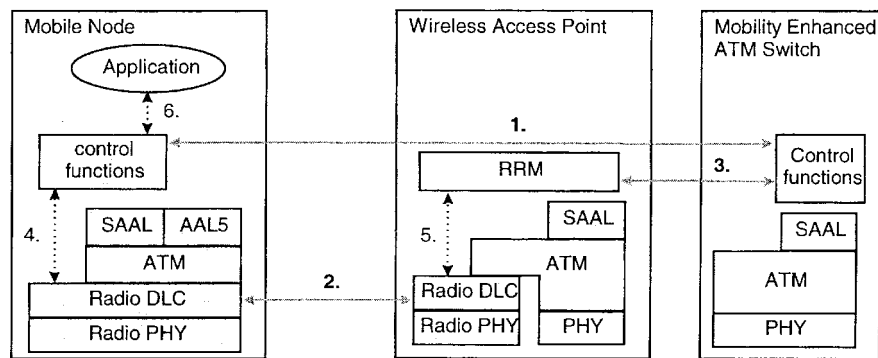 Mobile Node
Application
6.
control
functions
4.
SAAL
AAL5
ATM
Radio DLC
Radio PHY
1.
2.
3.
Wireless Access Point
RRM
5.
SAAL
ATM
Radio DLC
Radio PHY
PHY
Mobility Enhanced
ATM Switch
Control
functions
SAAL
ATM
PHY